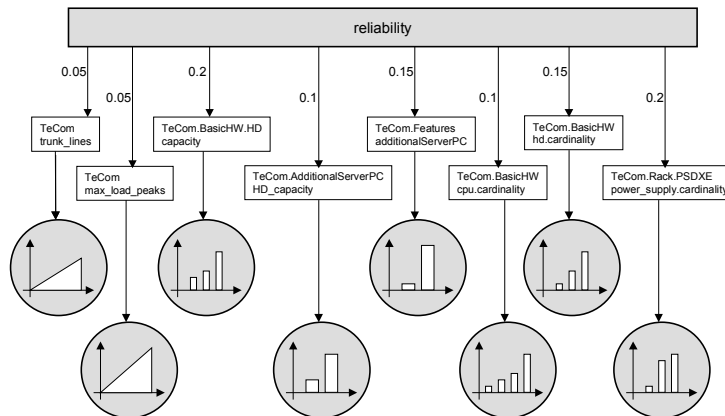 reliability
0.05
0.05
0.2
0.1
0.15
0.1
0.15
0.2
TeCom
trunk_lines
TeCom
max_load_peaks
TeCom.BasicHW.HD
capacity
TeCom.AdditionalServerPC
HD_capacity
TeCom.Features
additionalServerPC
TeCom.BasicHW
cpu.cardinality
TeCom.BasicHW
hd.cardinality
TeCom.Rack.PSDXE
power_supply.cardinality